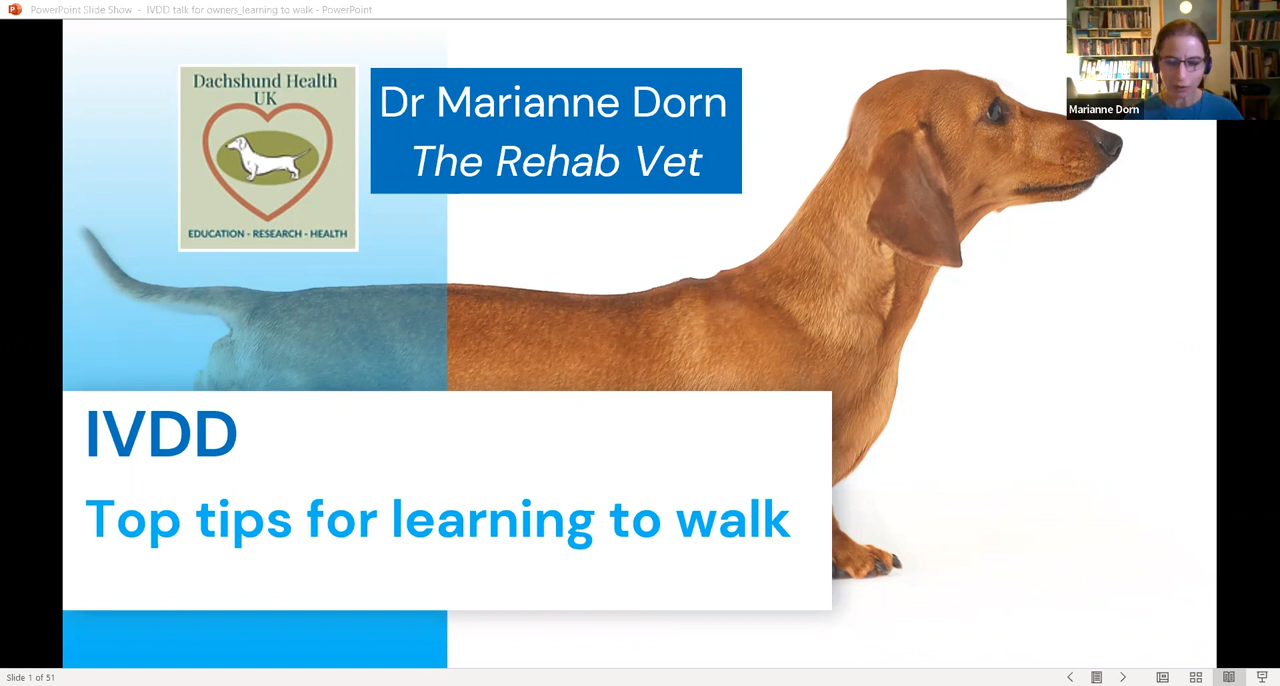 PowerPoint Slide Show - IVDD talk for owners_learning to walk - PowerPoint
Marianne Dorn
Dachshund Health
UK
EDUCATION - RESEARCH - HEALTH
Dr Marianne Dorn
The Rehab Vet
IVDD
Top tips for learning to walk
Slide 1 of 51